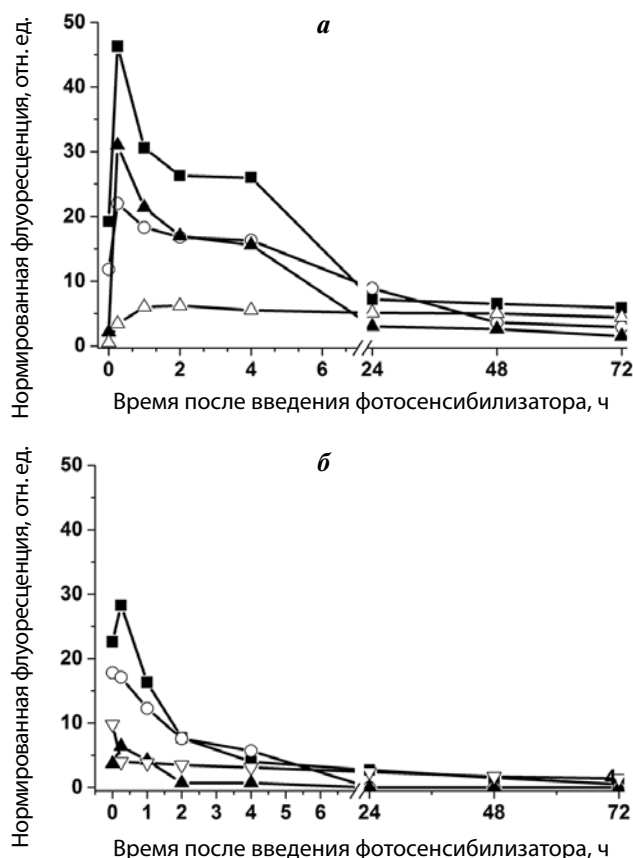 а
Нормированная флуоресценция, отн. ед.
50
40
30
20
10
0
0 2 4 6 24 48 72
Время после введения фотосенсибилизатора, ч
б
Нормированная флуоресценция, отн. ед.
50
40
30
20
10
0
0 1 2 3 4 5 6 24 48 72
Время после введения фотосенсибилизатора, ч